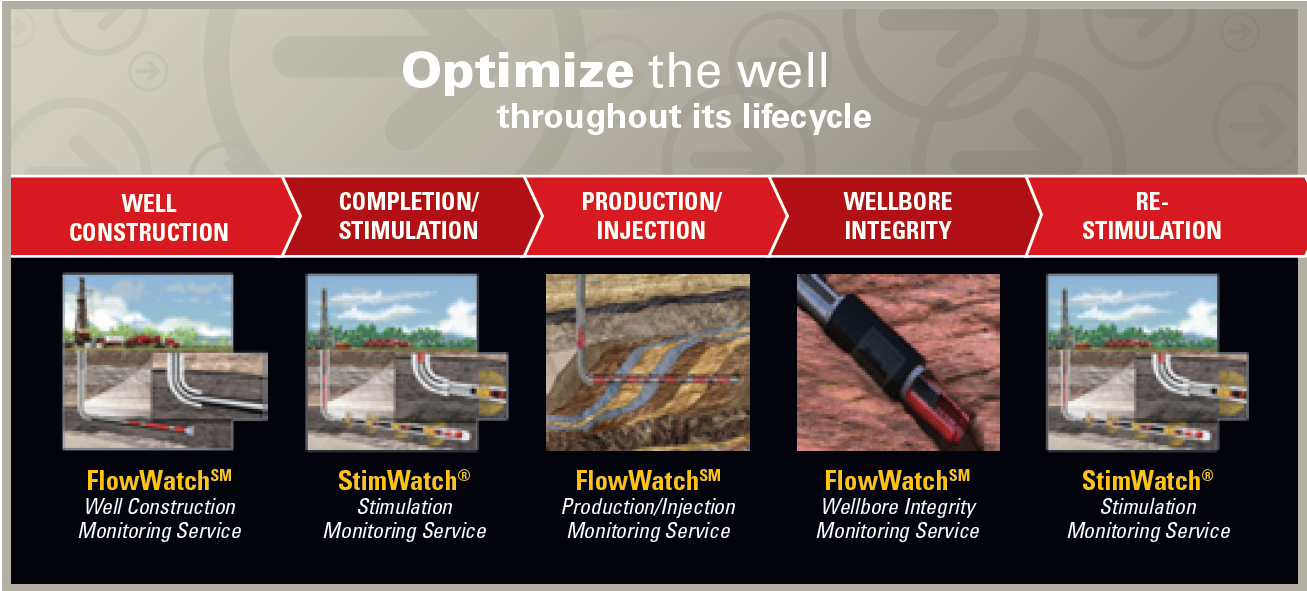 Optimize the well
throughout its lifecycle
WELL
CONSTRUCTION
COMPLETION/
STIMULATION
PRODUCTION/
INJECTION
WELLBORE
INTEGRITY
RE-
STIMULATION
FlowWatch℠
Well Construction
Monitoring Service
StimWatch®
Stimulation
Monitoring Service
FlowWatch℠
Production/Injection
Monitoring Service
FlowWatch℠
Wellbore Integrity
Monitoring Service
StimWatch®
Stimulation
Monitoring Service